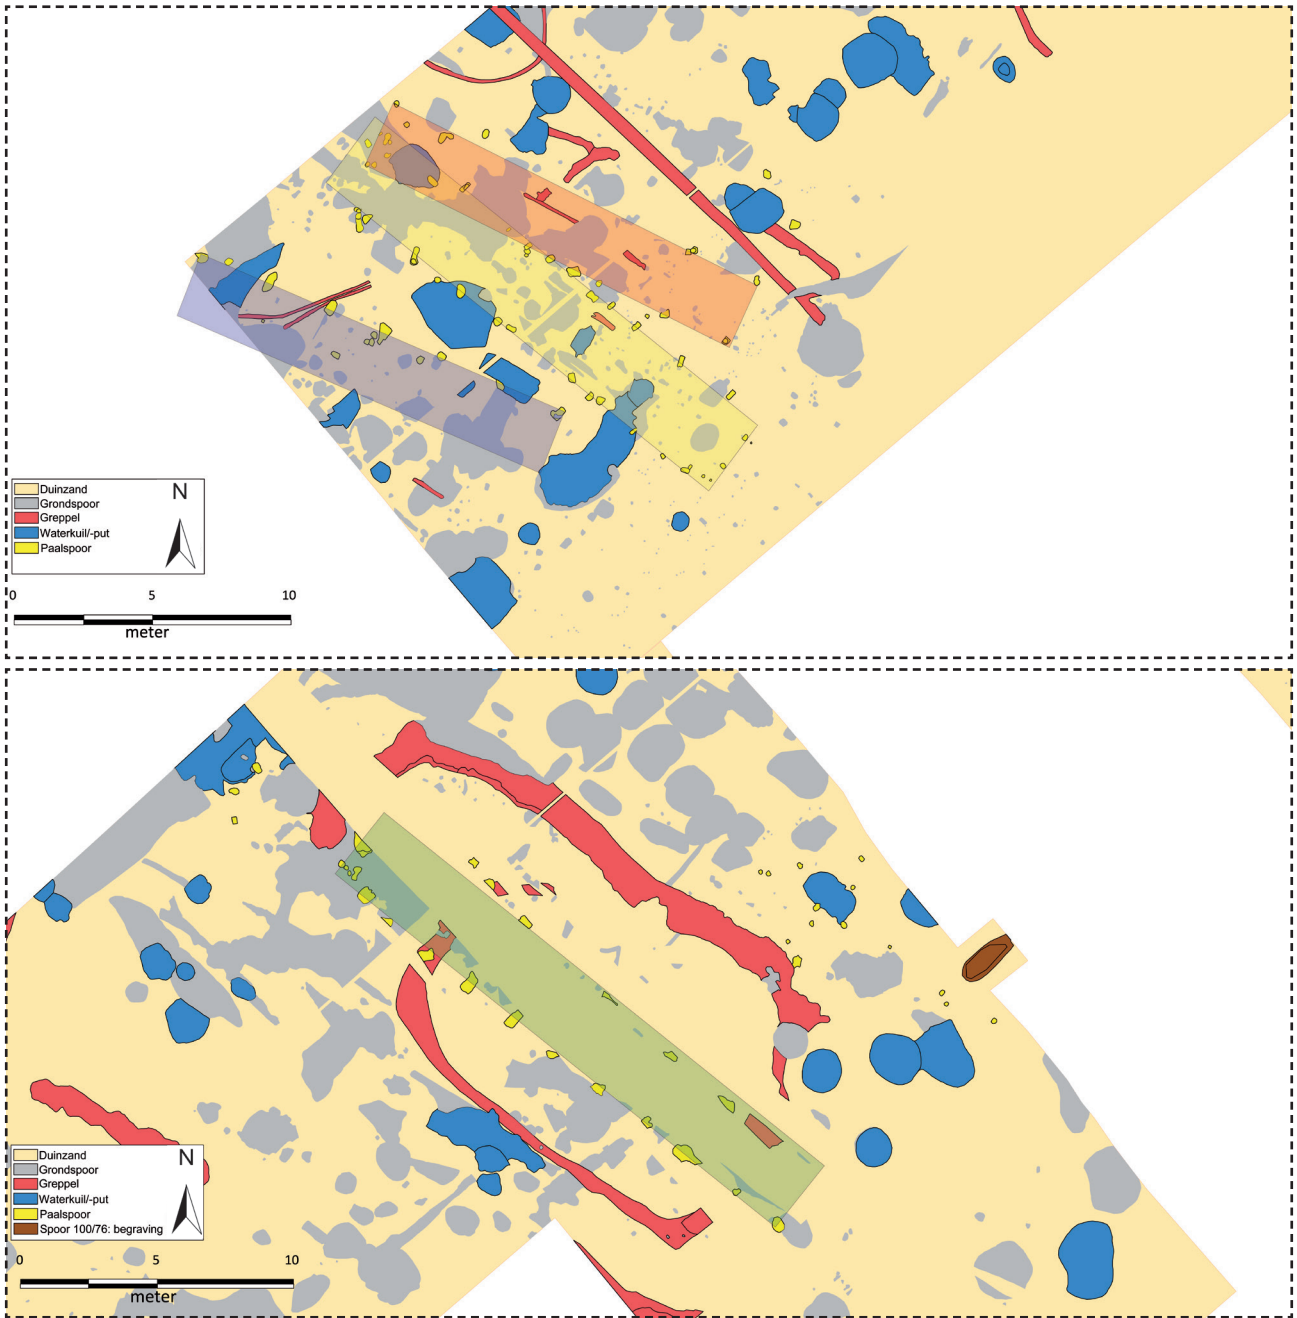 Duinzand
Grondspoor
Greppel
Waterkuil/-put
Paalspoor
N
0 5 10
meter
Duinzand
Grondspoor
Greppel
Waterkuil/-put
Paalspoor
Spoor 100/76: begraving
N
0 5 10
meter